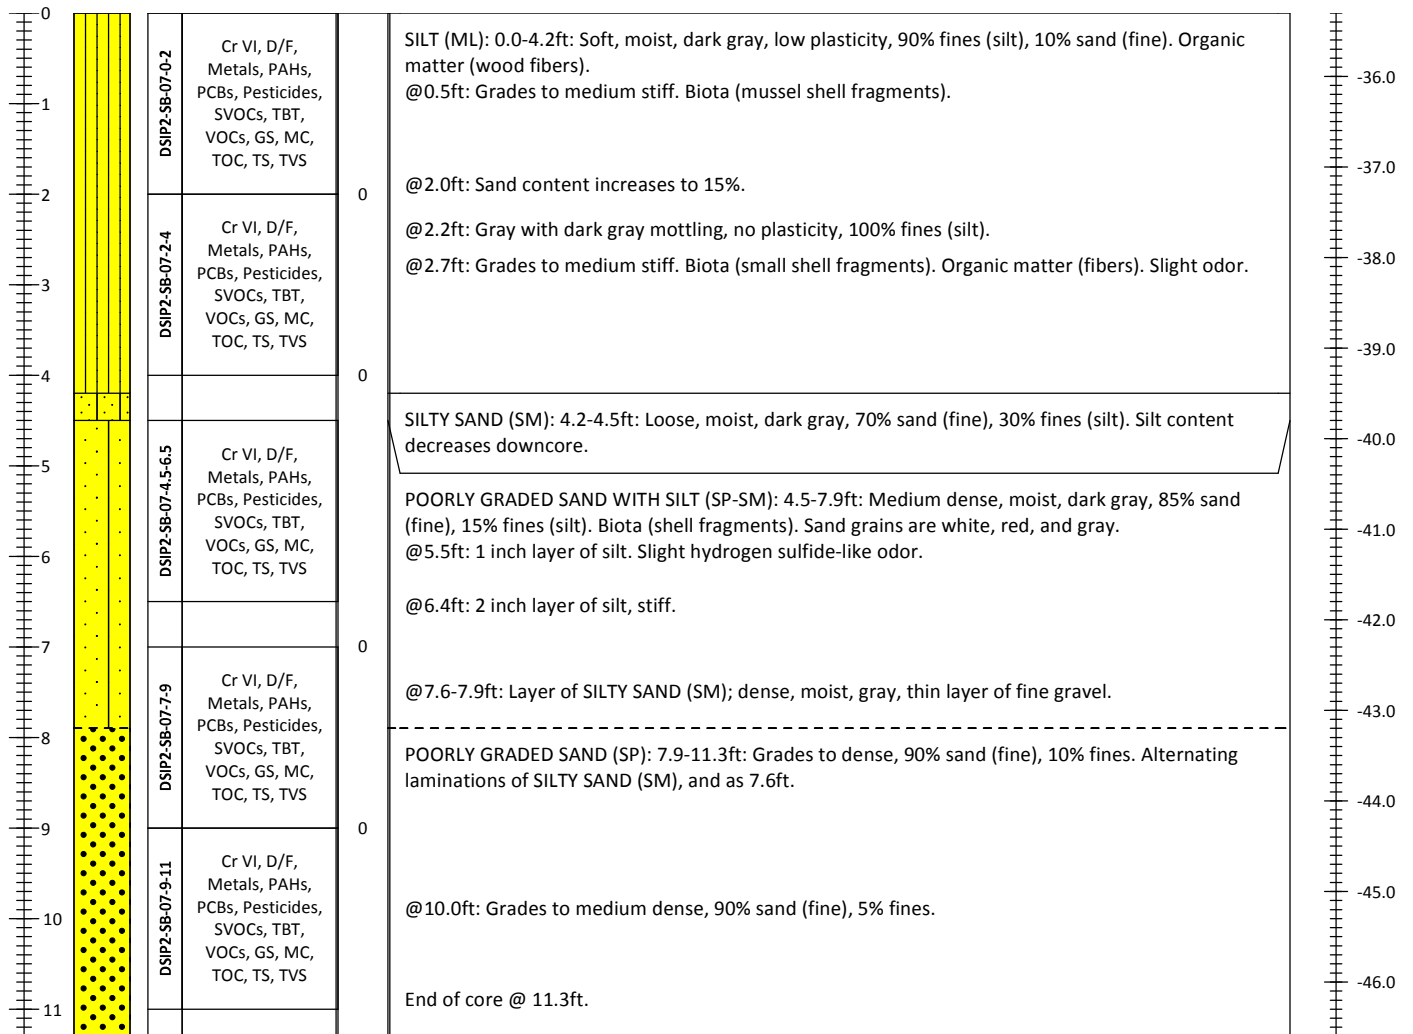 0
1
2
3
4
5
6
7
8
9
10
11
DSIP2-SB-07-0-2
Cr VI, D/F,
Metals, PAHs,
PCBs, Pesticides,
SVOCs, TBT,
VOCs, GS, MC,
TOC, TS, TVS
DSIP2-SB-07-2-4
Cr VI, D/F,
Metals, PAHs,
PCBs, Pesticides,
SVOCs, TBT,
VOCs, GS, MC,
TOC, TS, TVS
DSIP2-SB-07-4.5-6.5
Cr VI, D/F,
Metals, PAHs,
PCBs, Pesticides,
SVOCs, TBT,
VOCs, GS, MC,
TOC, TS, TVS
DSIP2-SB-07-7-9
Cr VI, D/F,
Metals, PAHs,
PCBs, Pesticides,
SVOCs, TBT,
VOCs, GS, MC,
TOC, TS, TVS
DSIP2-SB-07-9-11
Cr VI, D/F,
Metals, PAHs,
PCBs, Pesticides,
SVOCs, TBT,
VOCs, GS, MC,
TOC, TS, TVS
0
0
0
0
SILT (ML): 0.0-4.2ft: Soft, moist, dark gray, low plasticity, 90% fines (silt), 10% sand (fine). Organic
matter (wood fibers).
@0.5ft: Grades to medium stiff. Biota (mussel shell fragments).
@2.0ft: Sand content increases to 15%.
@2.2ft: Gray with dark gray mottling, no plasticity, 100% fines (silt).
@2.7ft: Grades to medium stiff. Biota (small shell fragments). Organic matter (fibers). Slight odor.
SILTY SAND (SM): 4.2-4.5ft: Loose, moist, dark gray, 70% sand (fine), 30% fines (silt). Silt content
decreases downcore.
POORLY GRADED SAND WITH SILT (SP-SM): 4.5-7.9ft: Medium dense, moist, dark gray, 85% sand
(fine), 15% fines (silt). Biota (shell fragments). Sand grains are white, red, and gray.
@5.5ft: 1 inch layer of silt. Slight hydrogen sulfide-like odor.
@6.4ft: 2 inch layer of silt, stiff.
@7.6-7.9ft: Layer of SILTY SAND (SM); dense, moist, gray, thin layer of fine gravel.
POORLY GRADED SAND (SP): 7.9-11.3ft: Grades to dense, 90% sand (fine), 10% fines. Alternating
laminations of SILTY SAND (SM), and as 7.6ft.
@10.0ft: Grades to medium dense, 90% sand (fine), 5% fines.
End of core @ 11.3ft.
-36.0
-37.0
-38.0
-39.0
-40.0
-41.0
-42.0
-43.0
-44.0
-45.0
-46.0